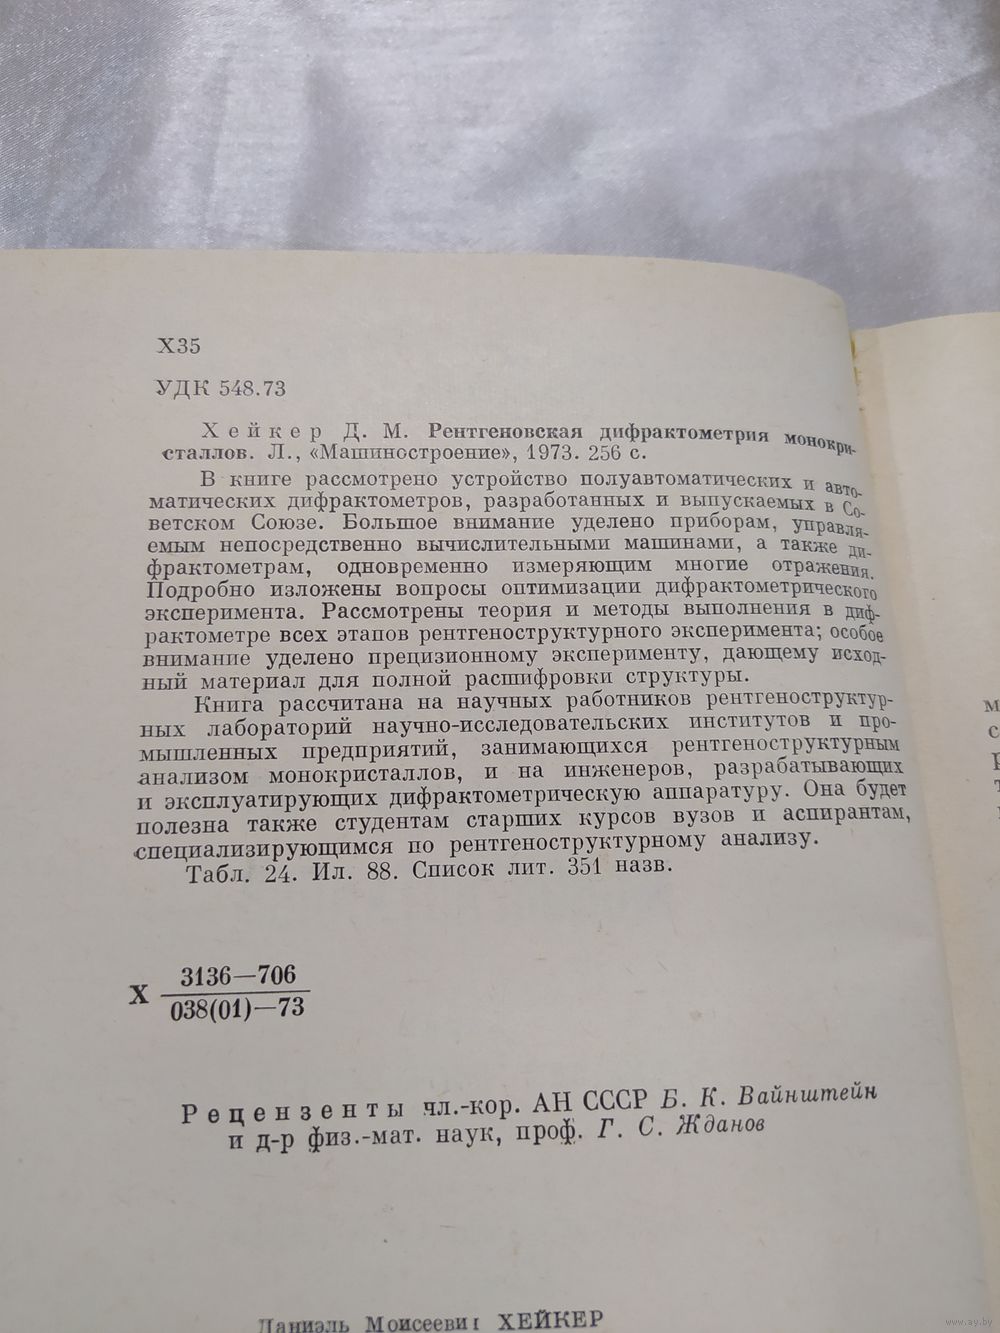 Х35
УДК 548.73
Хейкер Д. М. Рентгеновская дифрактометрия монокри-
сталлов. Л., «Машиностроение», 1973. 256 с.
В книге рассмотрено устройство полуавтоматических и авто-
матических дифрактометров, разработанных и выпускаемых в Со-
ветском Союзе. Большое внимание уделено приборам, управля-
емым непосредственно вычислительными машинами, а также ди-
фрактометрам, одновременно измеряющим многие отражения.
Подробно изложены вопросы оптимизации дифрактометрического
эксперимента. Рассмотрены теория и методы выполнения в диф-
рактометре всех этапов рентгеноструктурного эксперимента; особое
внимание уделено прецизионному эксперименту, дающему исход-
ный материал для полной расшифровки структуры.
Книга рассчитана на научных работников рентгеноструктур-
ных лабораторий научно-исследовательских институтов и про-
мышленных предприятий, занимающихся рентгеноструктурным
анализом монокристаллов, и на инженеров, разрабатывающих
и эксплуатирующих дифрактометрическую аппаратуру. Она будет
полезна также студентам старших курсов вузов и аспирантам,
специализирующимся по рентгеноструктурному анализу.
Табл. 24. Ил. 88. Список лит. 351 назв.
Х 3136—706
038(01)—73
Рецензенты чл.-кор. АН СССР Б. К. Вайнштейн
и д-р физ.-мат. наук, проф. Г. С. Жданов
Даниэль Моисеевич ХЕЙКЕР
www.ay.by